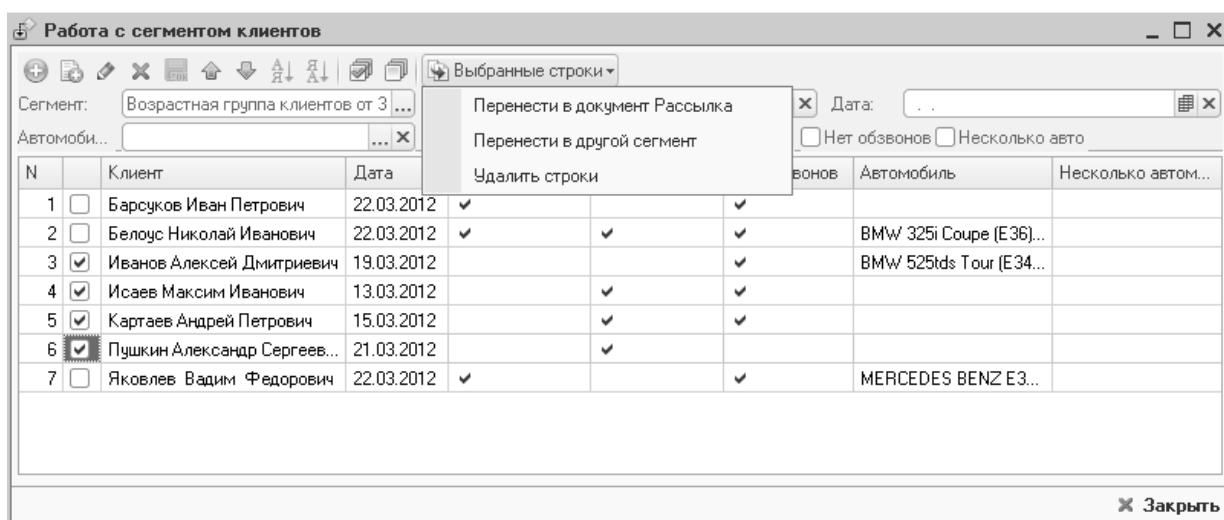 Работа с сегментом клиентов
Выбранные строки
Сегмент: Возрастная группа клиентов от 3 ... Дата: . .
Перенести в документ Рассылка
Автомоби... ... Нет обзвонов Несколько авто
Перенести в другой сегмент
Удалить строки
N Клиент Дата звонов Автомобиль Несколько автом...
1 Барсуков Иван Петрович 22.03.2012
2 Белоус Николай Иванович 22.03.2012 BMW 325i Coupe (E36)...
3 Иванов Алексей Дмитриевич 19.03.2012 BMW 525tds Tour (E34...
4 Исаев Максим Иванович 13.03.2012
5 Картаев Андрей Петрович 15.03.2012
6 Пушкин Александр Сергеев... 21.03.2012
7 Яковлев Вадим Федорович 22.03.2012 MERCEDES BENZ E3...
Закрыть